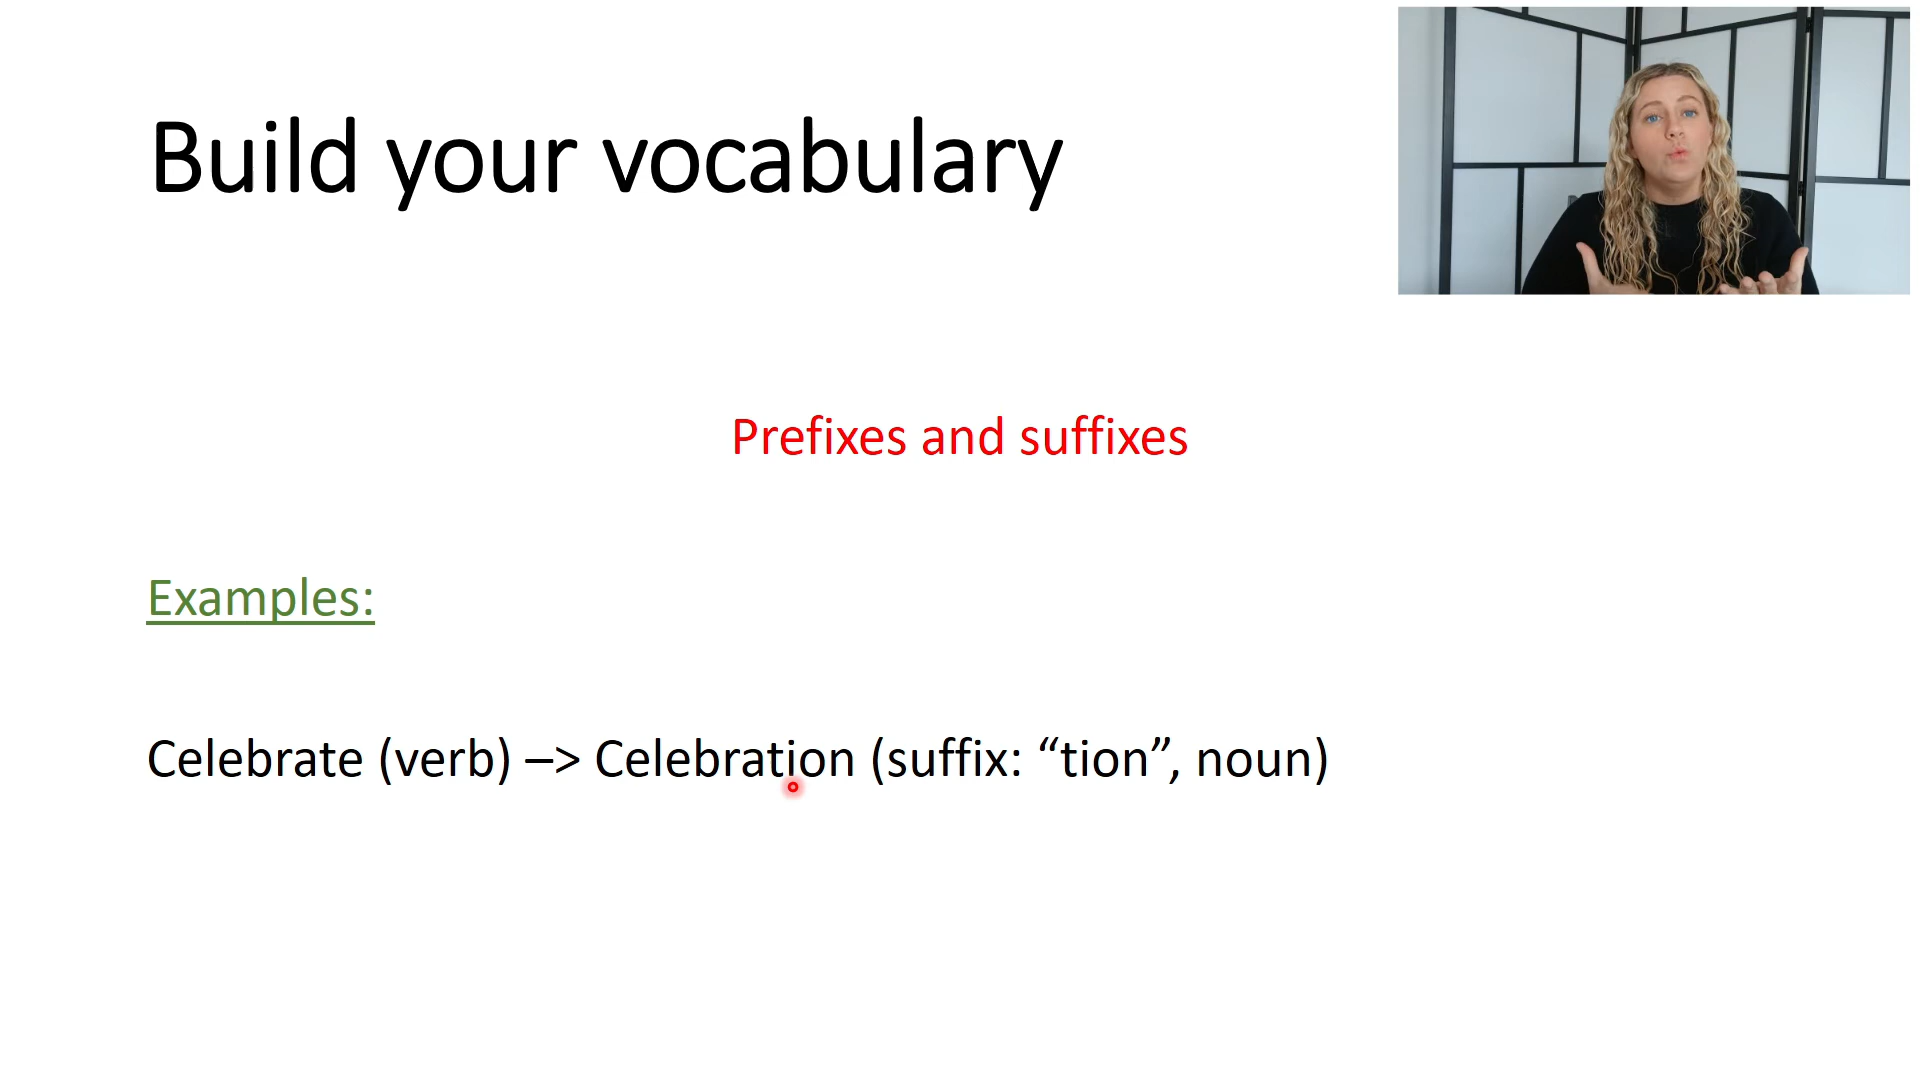 Build your vocabulary
Prefixes and suffixes
Examples:
Celebrate (verb) –> Celebration (suffix: “tion”, noun)